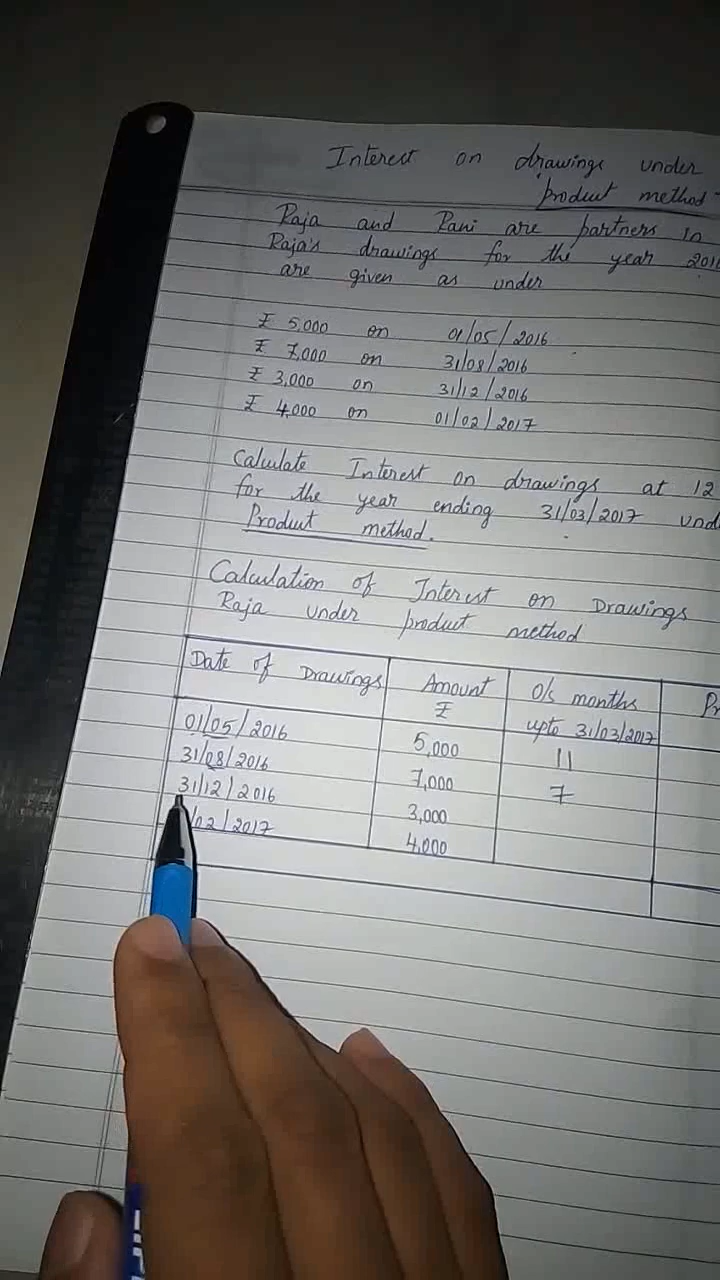 Interest on drawings under
product method
Raja and Rani are partners in
Raja's drawings for the year 201
are given as under
₹ 5,000 on 01/05/2016
₹ 7,000 on 31/08/2016
₹ 3,000 on 31/12/2016
₹ 4,000 on 01/02/2017
Calculate Interest on drawings at 12
for the year ending 31/03/2017 und
Product method.
Calculation of Interest on Drawings
Raja under product method
Date of Drawings Amount ₹ O/s months upto 31/03/2017 Pr
01/05/2016 5,000 11
31/08/2016 7,000 7
31/12/2016 3,000
/02/2017 4,000